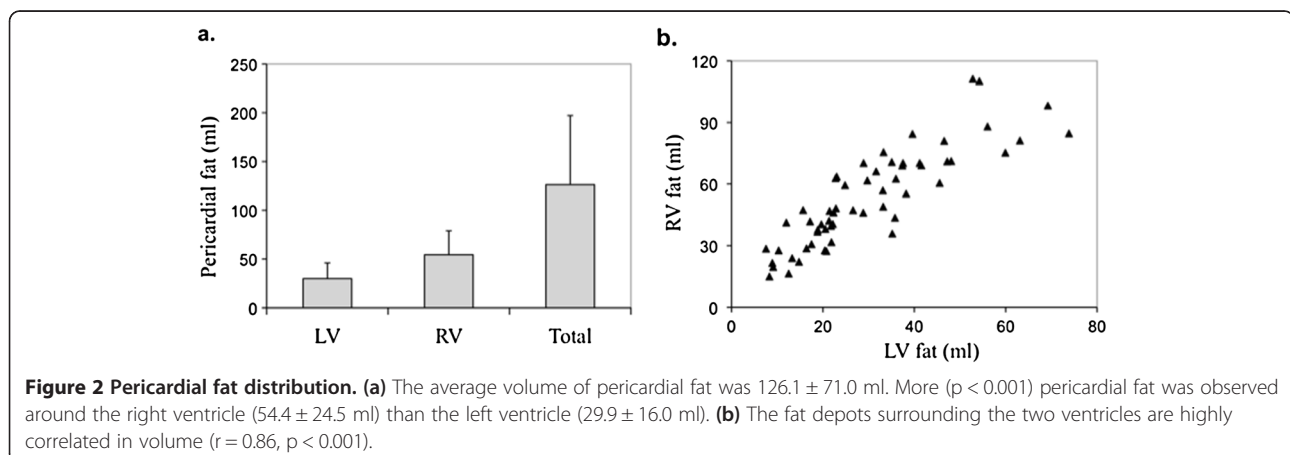 a.
250
200
150
100
50
0
Pericardial fat (ml)
LV RV Total
b.
120
90
60
30
0
RV fat (ml)
0 20 40 60 80
LV fat (ml)
Figure 2 Pericardial fat distribution. (a) The average volume of pericardial fat was 126.1 ± 71.0 ml. More (p < 0.001) pericardial fat was observed
around the right ventricle (54.4 ± 24.5 ml) than the left ventricle (29.9 ± 16.0 ml). (b) The fat depots surrounding the two ventricles are highly
correlated in volume (r = 0.86, p < 0.001).